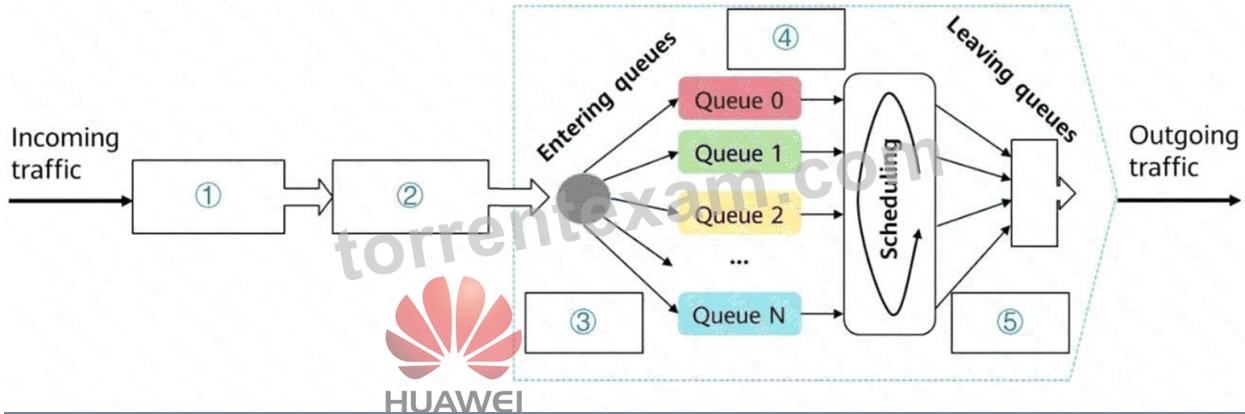 Incoming
traffic
①
②
Entering queues
③
④
Queue 0
Queue 1
Queue 2
...
Queue N
Scheduling
Leaving queues
⑤
Outgoing
traffic
torrentexam.com
HUAWEI